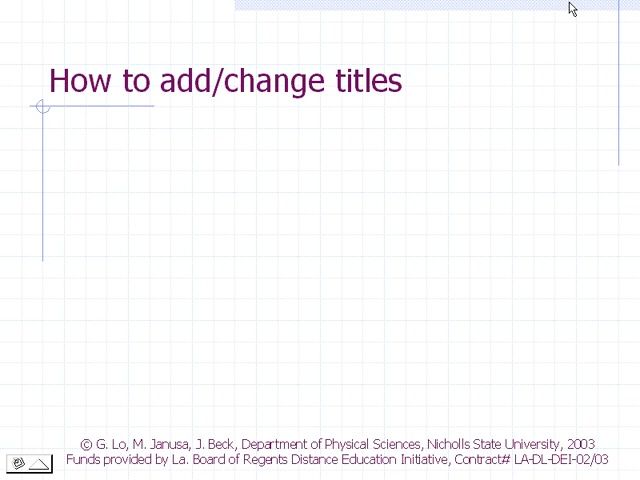 How to add/change titles
© G. Lo, M. Janusa, J. Beck, Department of Physical Sciences, Nicholls State University, 2003
Funds provided by La. Board of Regents Distance Education Initiative, Contract# LA-DL-DEI-02/03